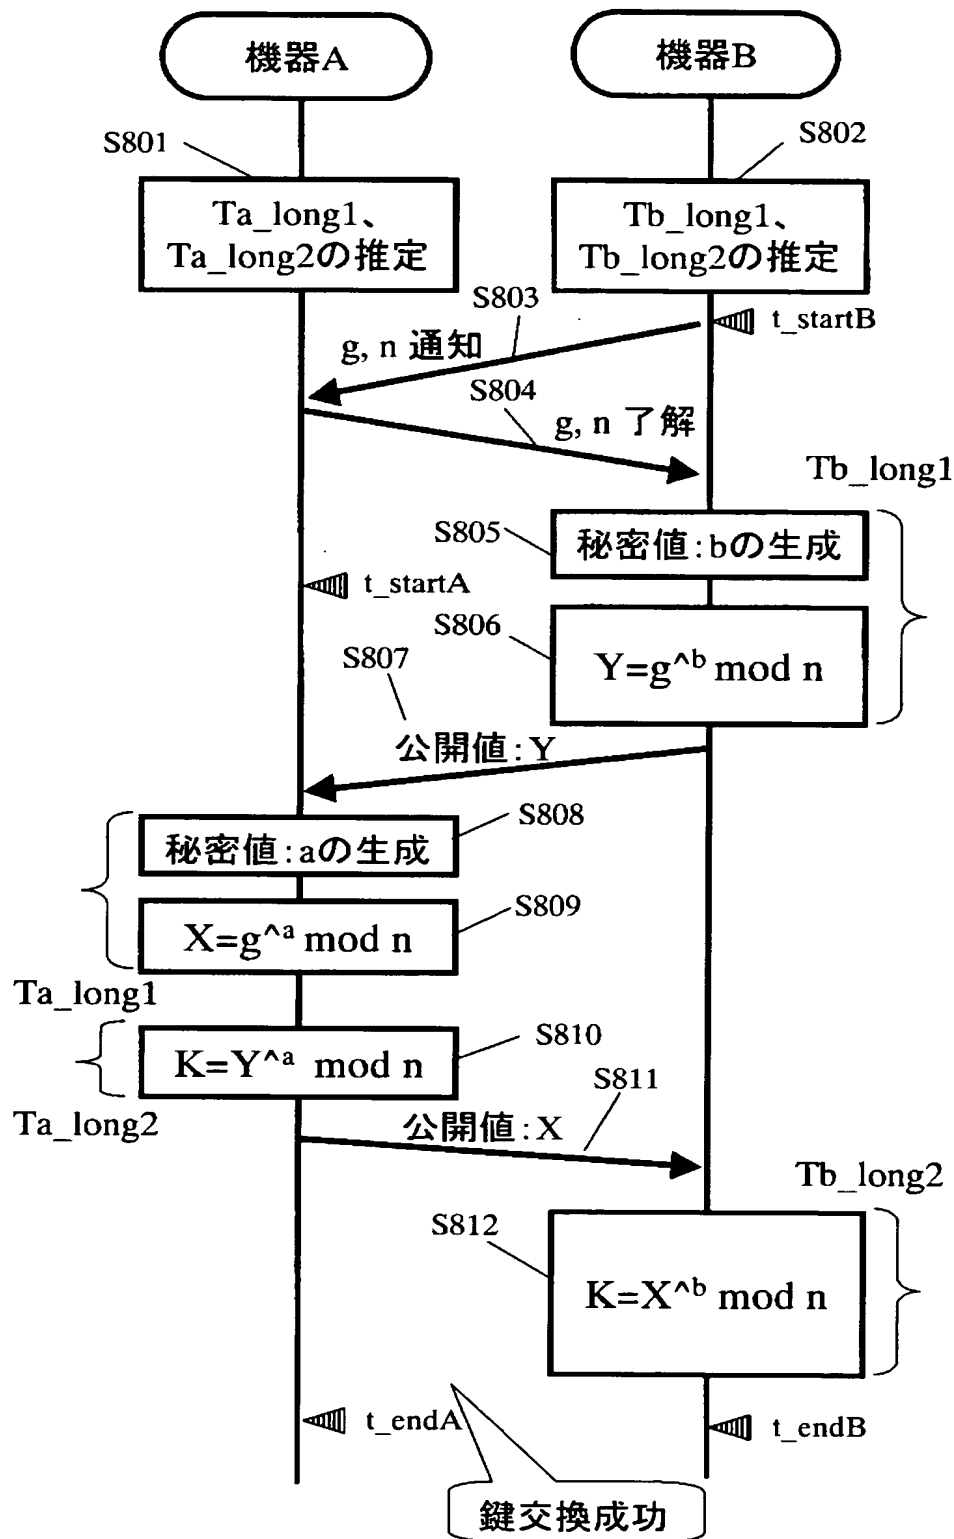 機器A
機器B
S801
S802
Ta_long1、
Ta_long2の推定
Tb_long1、
Tb_long2の推定
S803
t_startB
g, n 通知
S804
g, n 了解
Tb_long1
S805
秘密値:bの生成
t_startA
S806
Y=g^b mod n
S807
公開値:Y
S808
秘密値:aの生成
S809
X=g^a mod n
Ta_long1
S810
K=Y^a mod n
S811
Ta_long2
公開値:X
Tb_long2
S812
K=X^b mod n
t_endA
t_endB
鍵交換成功